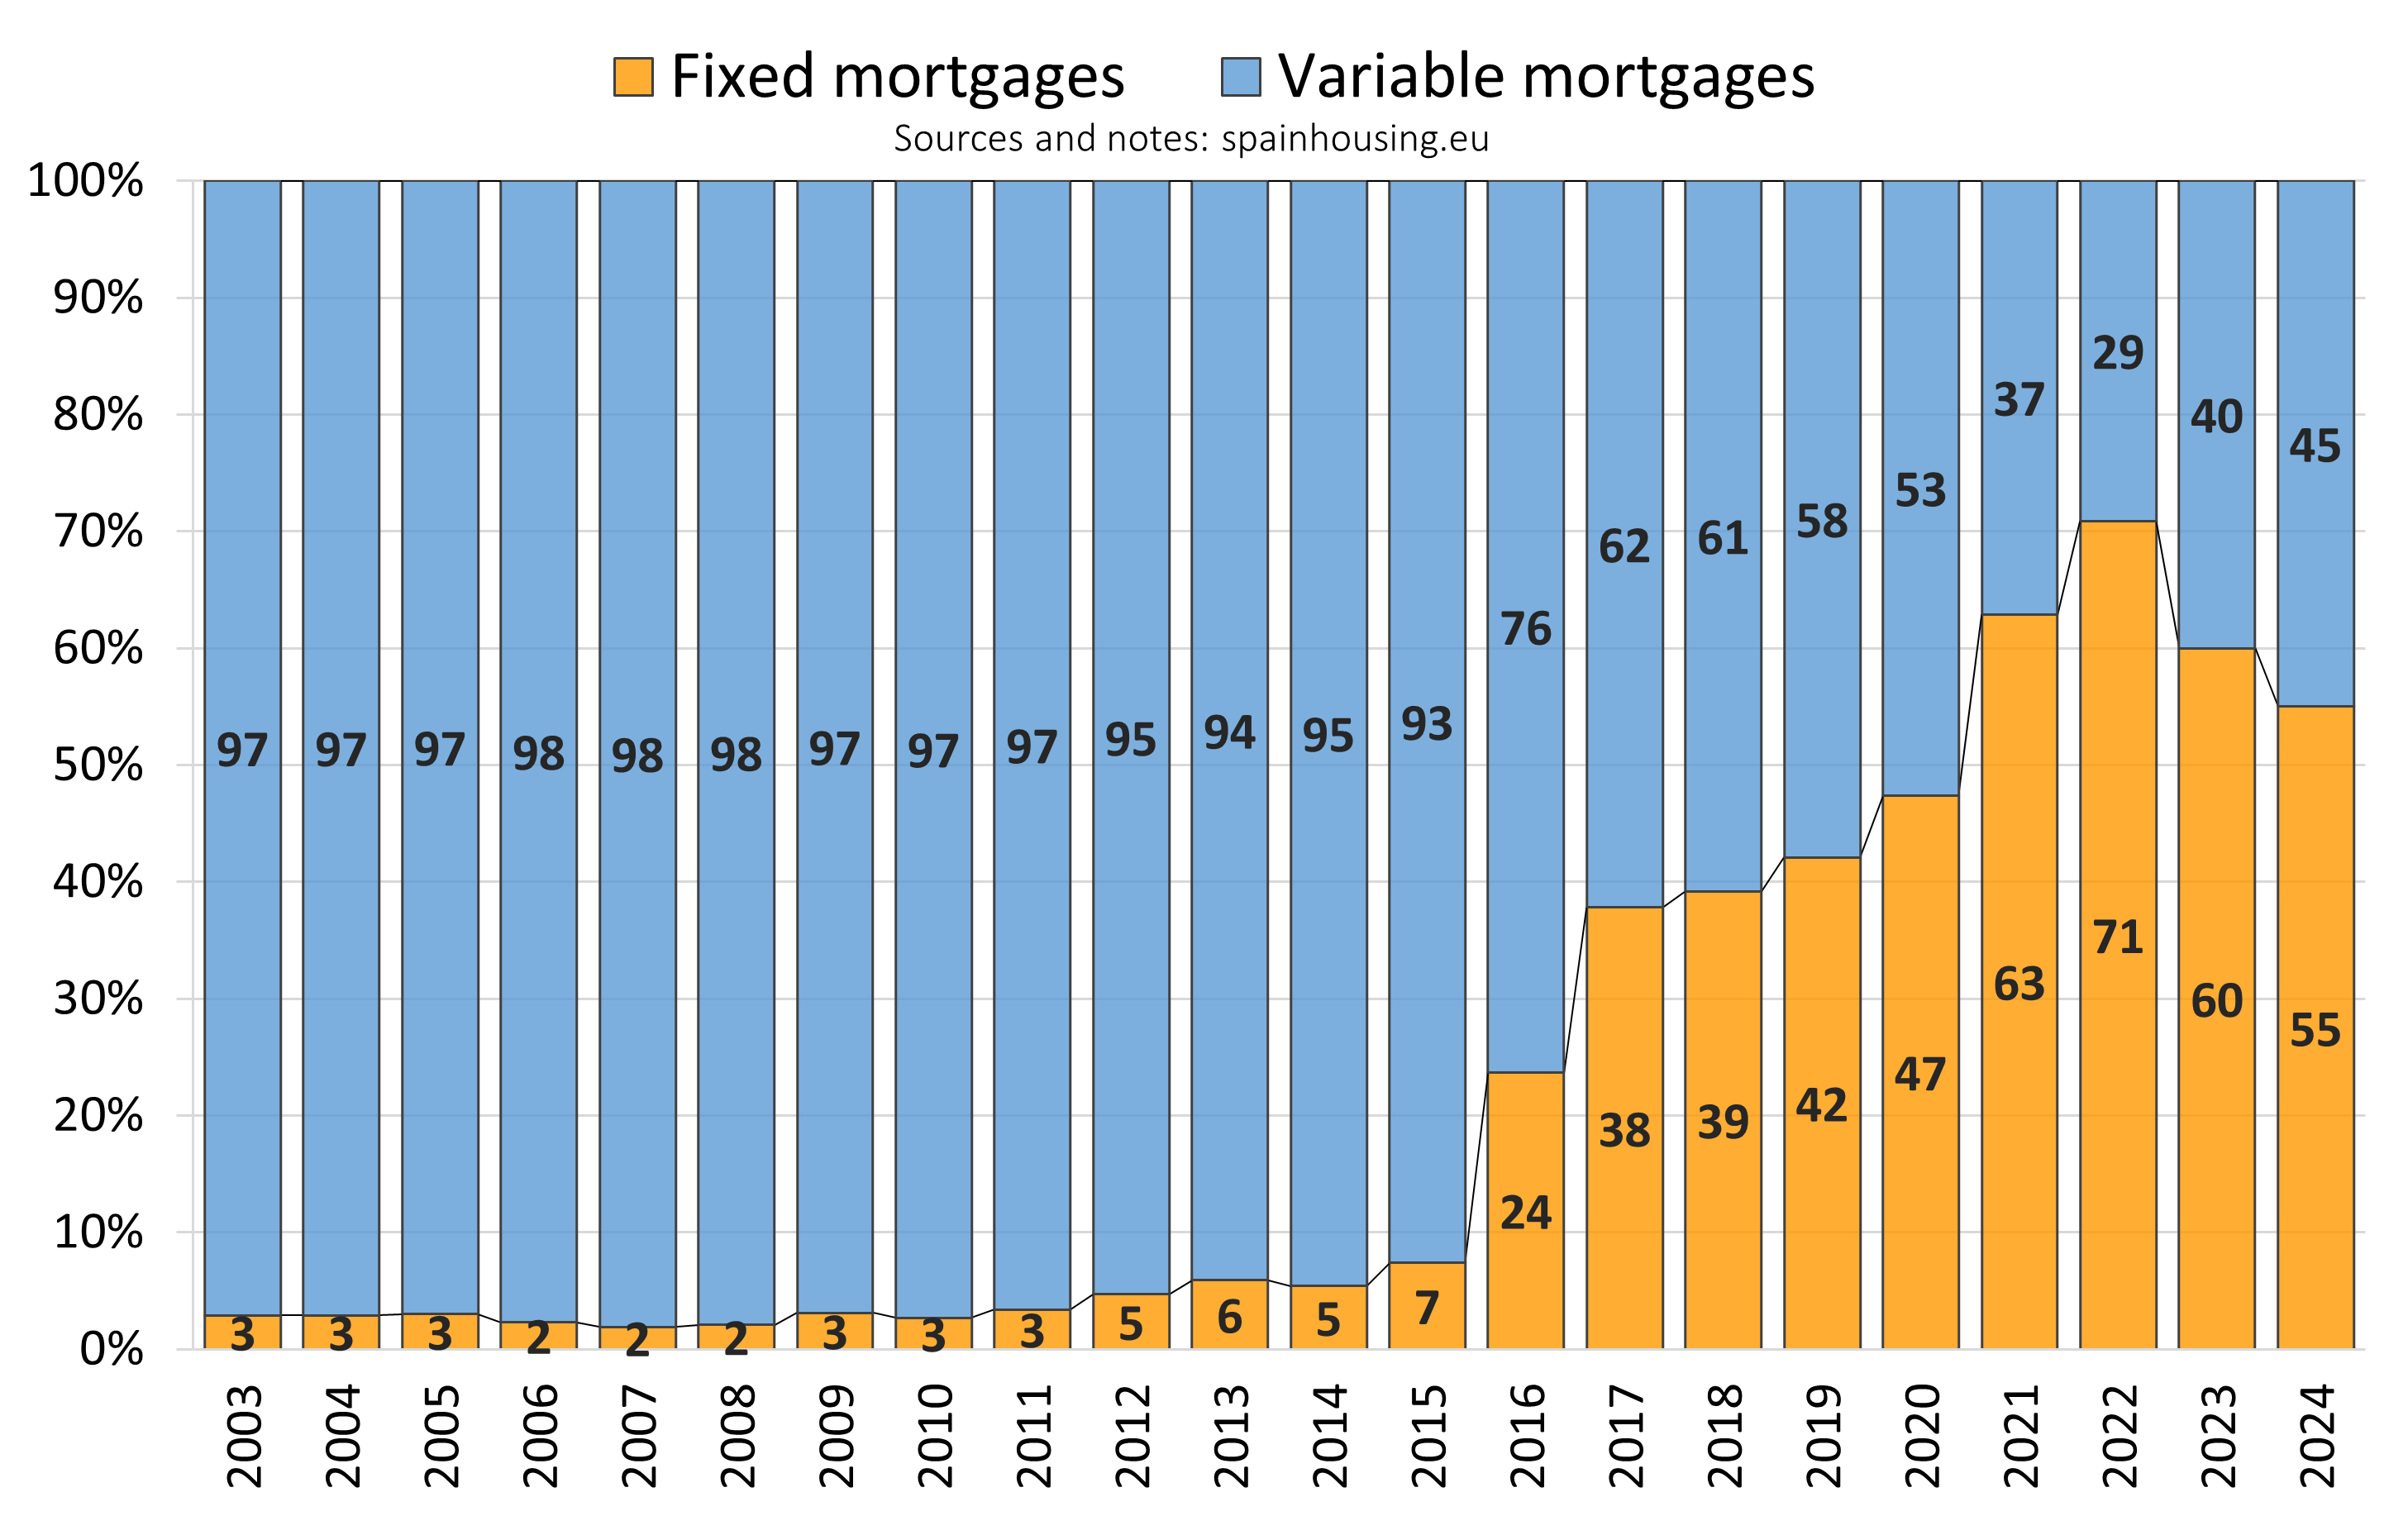 Fixed mortgages Variable mortgages
Sources and notes: spainhousing.eu
100%
90%
80%
70%
60%
50%
40%
30%
20%
10%
0%
97 97 97 98 98 98 97 97 97 95 94 95 93 76 62 61 58 53 37 29 40 45
3 3 3 2 2 2 3 3 3 5 6 5 7 24 38 39 42 47 63 71 60 55
2003 2004 2005 2006 2007 2008 2009 2010 2011 2012 2013 2014 2015 2016 2017 2018 2019 2020 2021 2022 2023 2024